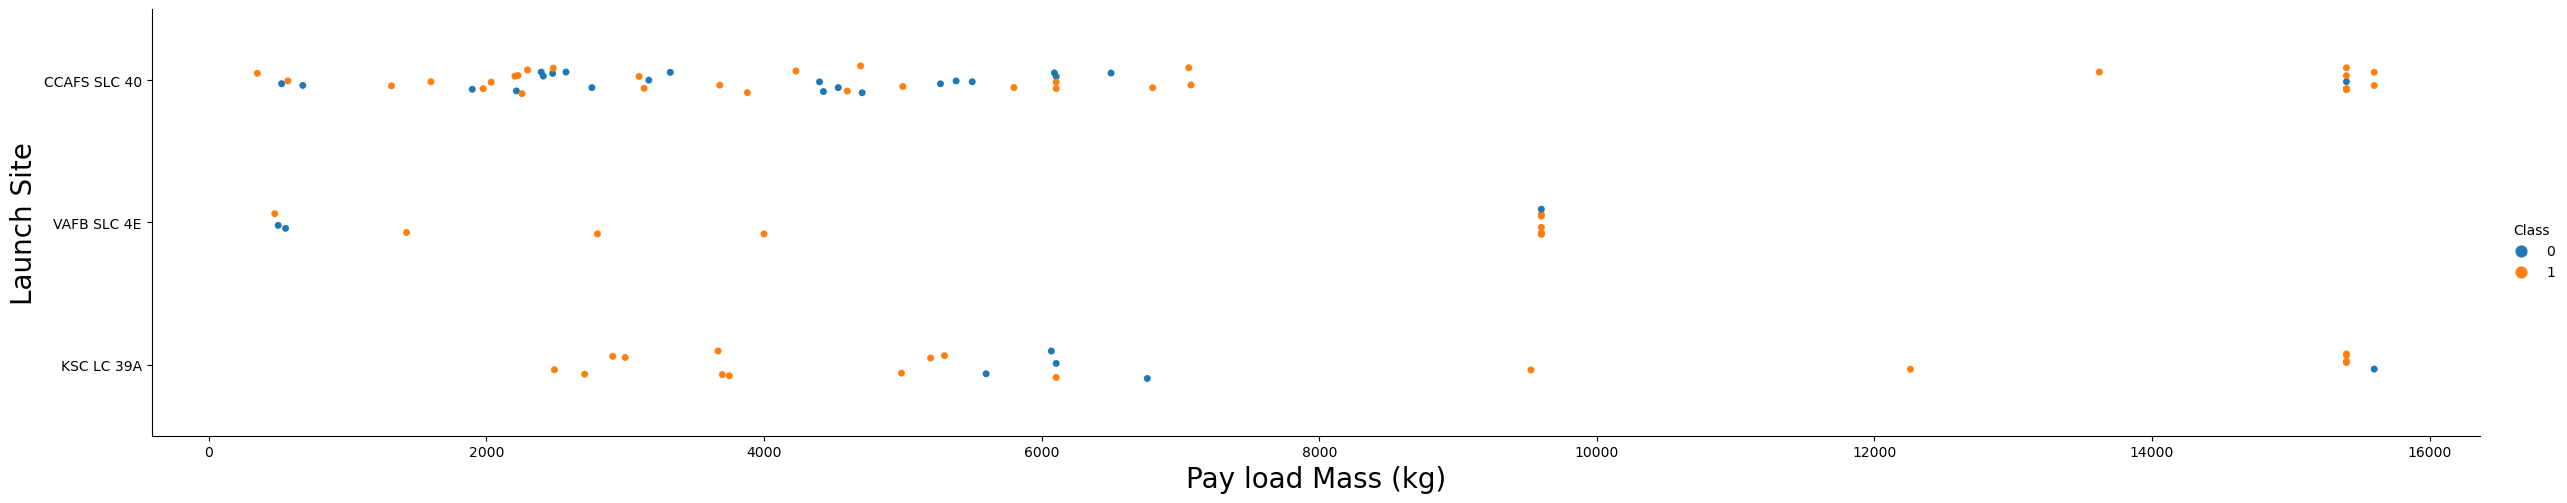 Launch Site
CCAFS SLC 40
VAFB SLC 4E
KSC LC 39A
0 2000 4000 6000 8000 10000 12000 14000 16000
Pay load Mass (kg)
Class
0
1